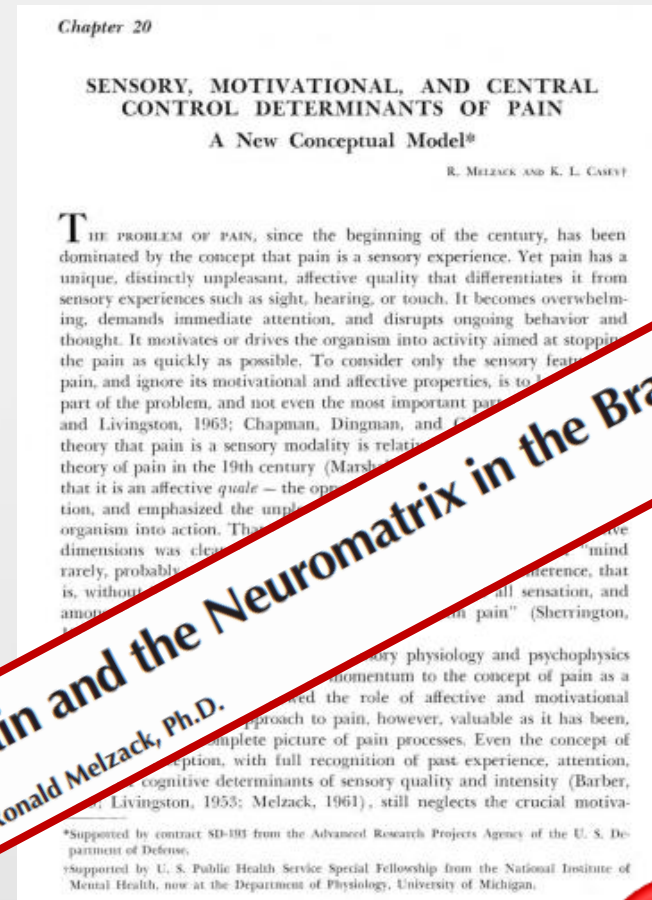 Chapter 20
SENSORY, MOTIVATIONAL, AND CENTRAL
CONTROL DETERMINANTS OF PAIN
A New Conceptual Model*
R. MELZACK AND K. L. CASEY†
THE PROBLEM OF PAIN, since the beginning of the century, has been
dominated by the concept that pain is a sensory experience. Yet pain has a
unique, distinctly unpleasant, affective quality that differentiates it from
sensory experiences such as sight, hearing, or touch. It becomes overwhelm-
ing, demands immediate attention, and disrupts ongoing behavior and
thought. It motivates or drives the organism into activity aimed at stopping
the pain as quickly as possible. To consider only the sensory feat
pain, and ignore its motivational and affective properties, is to
part of the problem, and not even the most important par
and Livingston, 1963; Chapman, Dingman, and
theory that pain is a sensory modality is relati
theory of pain in the 19th century (Marsh
that it is an affective quale — the opp
tion, and emphasized the unpl
organism into action. Tha
dimensions was clea "mind
rarely, probably erence, that
is, without all sensation, and
amo pain" (Sherrington,
in and the Neuromatrix in the Bra
onald Melzack, Ph.D.
ory physiology and psychophysics
momentum to the concept of pain as a
ed the role of affective and motivational
pproach to pain, however, valuable as it has been,
mplete picture of pain processes. Even the concept of
eption, with full recognition of past experience, attention,
cognitive determinants of sensory quality and intensity (Barber,
Livingston, 1953; Melzack, 1961), still neglects the crucial motiva-
*Supported by contract SD-193 from the Advanced Research Projects Agency of the U. S. De-
partment of Defense.
†Supported by U. S. Public Health Service Special Fellowship from the National Institute of
Mental Health, now at the Department of Physiology, University of Michigan.